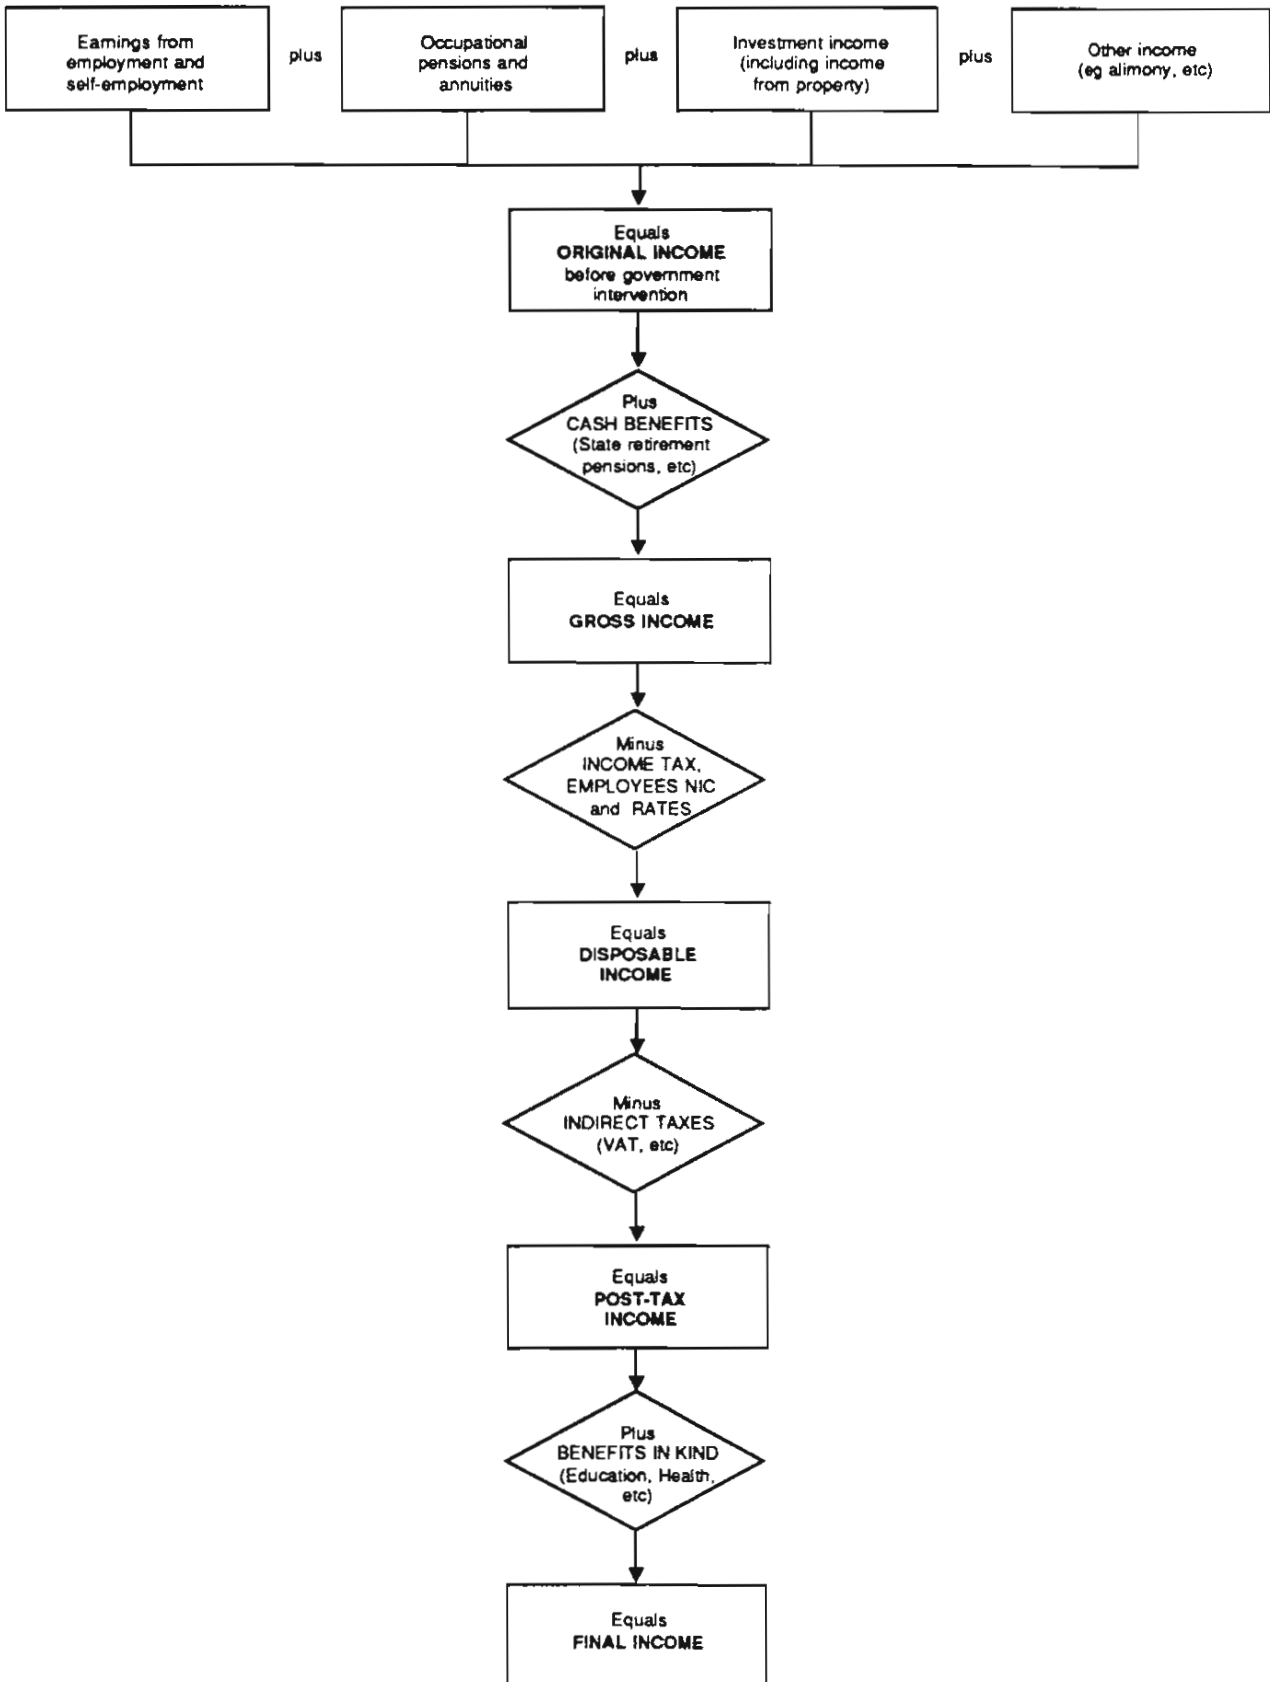 Earnings from
employment and
self-employment
plus
Occupational
pensions and
annuities
plus
Investment income
(including income
from property)
plus
Other income
(eg alimony, etc)
Equals
ORIGINAL INCOME
before government
intervention
Plus
CASH BENEFITS
(State retirement
pensions, etc)
Equals
GROSS INCOME
Minus
INCOME TAX,
EMPLOYEES NIC
and RATES
Equals
DISPOSABLE
INCOME
Minus
INDIRECT TAXES
(VAT, etc)
Equals
POST-TAX
INCOME
Plus
BENEFITS IN KIND
(Education, Health,
etc)
Equals
FINAL INCOME